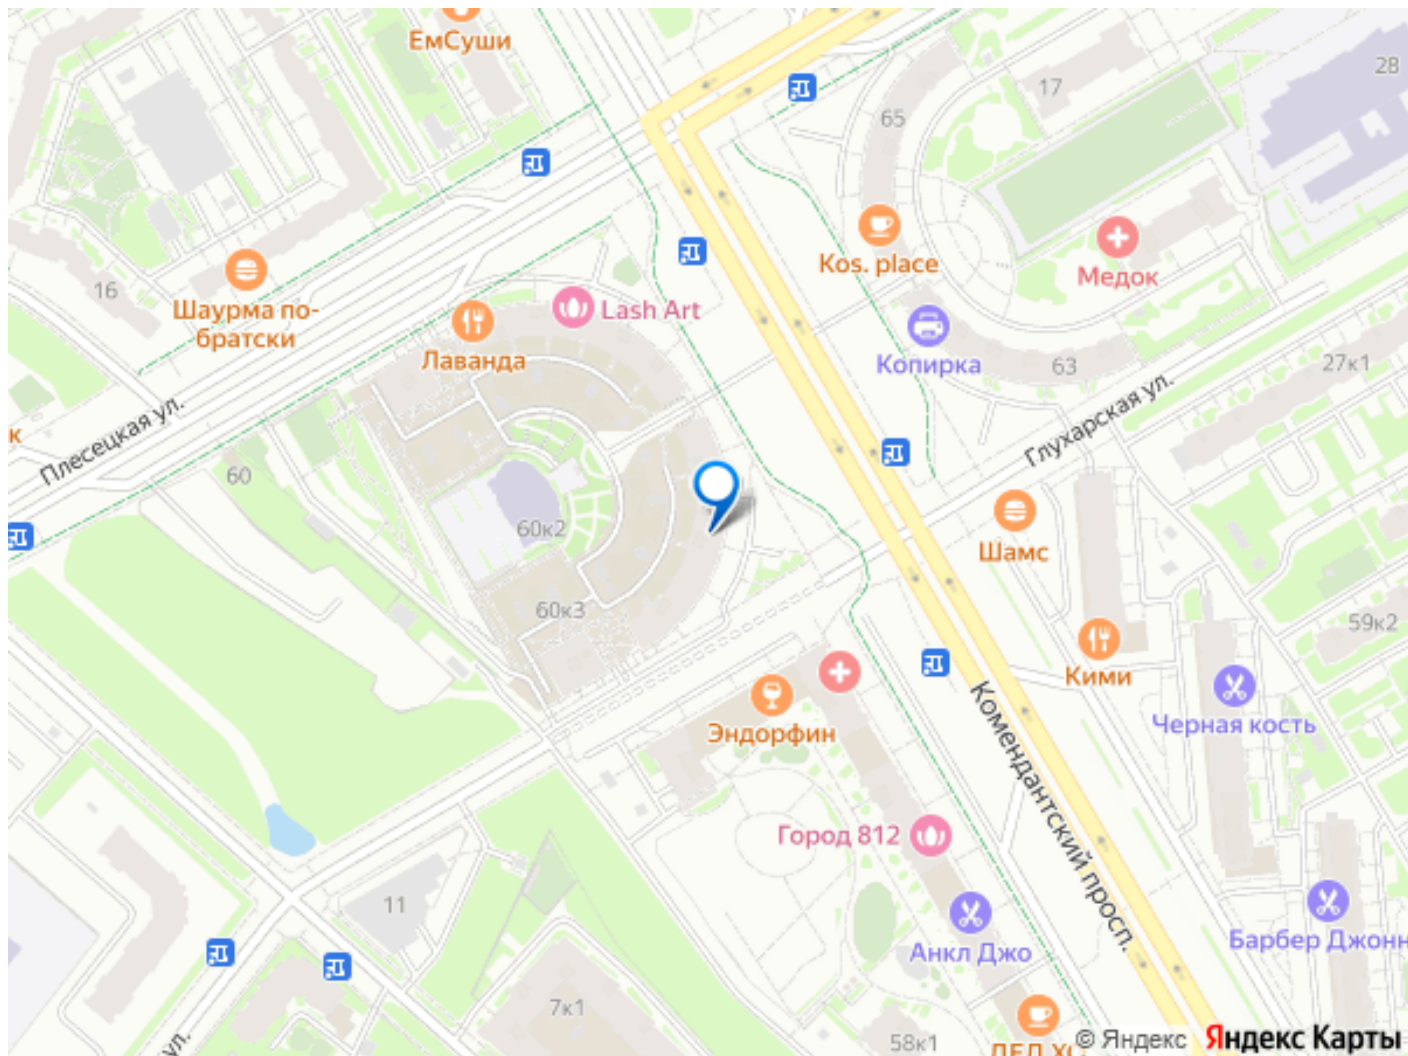 ЕмСуши
28
17
65
Kos. place
Медок
16
Шаурма по-
братски
Lash Art
Лаванда
Копирка
63
27к1
Глухарская ул.
Плесецкая ул.
к
60
60к2
Шамс
60к3
59к2
Кими
Эндорфин
Черная кость
Комендантский просп.
Город 812
11
Анкл Джо
Барбер Джонн
7к1
ул.
58к1
© Яндекс Яндекс Карты